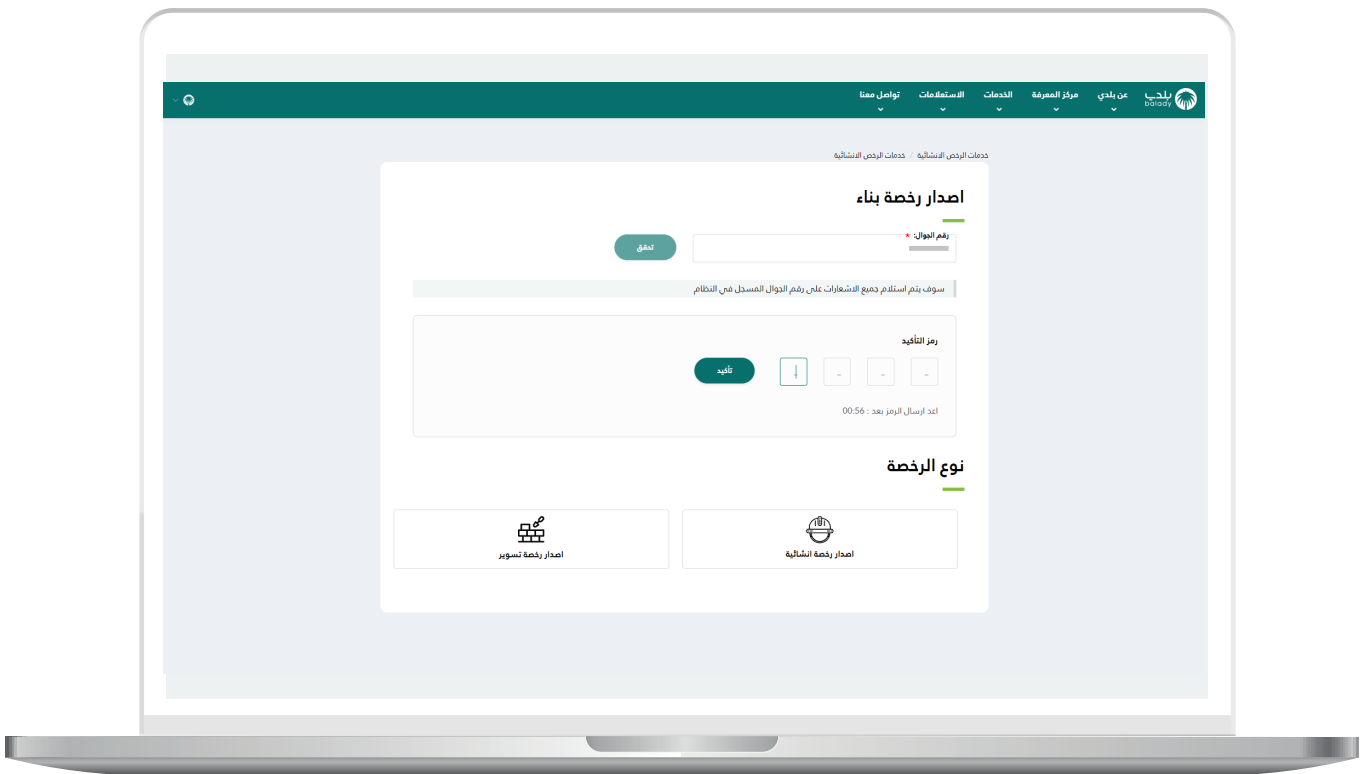 بلدي
balady
عن بلدي
مركز المعرفة
الخدمات
الاستعلامات
تواصل معنا
خدمات الرخص الانشائية / خدمات الرخص الانشائية
اصدار رخصة بناء
رقم الجوال: *
تحقق
سوف يتم استلام جميع الاشعارات على رقم الجوال المسجل في النظام
رمز التأكيد
- - -
تأكيد
اعد ارسال الرمز بعد : 00:56
نوع الرخصة
اصدار رخصة انشائية
اصدار رخصة تسوير